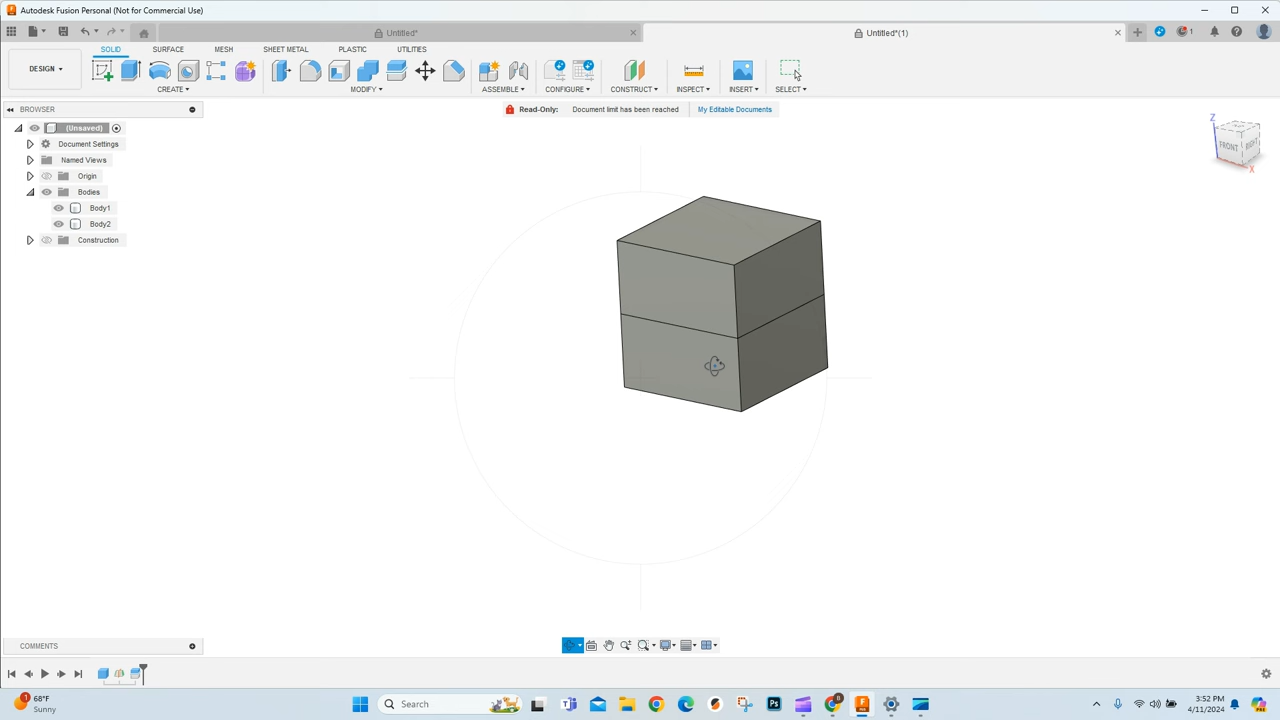 Autodesk Fusion Personal (Not for Commercial Use)
Untitled*
Untitled*(1)
1
SOLID SURFACE MESH SHEET METAL PLASTIC UTILITIES
DESIGN
CREATE MODIFY ASSEMBLE CONFIGURE CONSTRUCT INSPECT INSERT SELECT
BROWSER
Read-Only: Document limit has been reached My Editable Documents
(Unsaved)
Document Settings
Named Views
Origin
Bodies
Body1
Body2
Construction
Z
FRONT RIGHT
X
COMMENTS
1
68°F
Sunny
Search
3:52 PM
4/11/2024